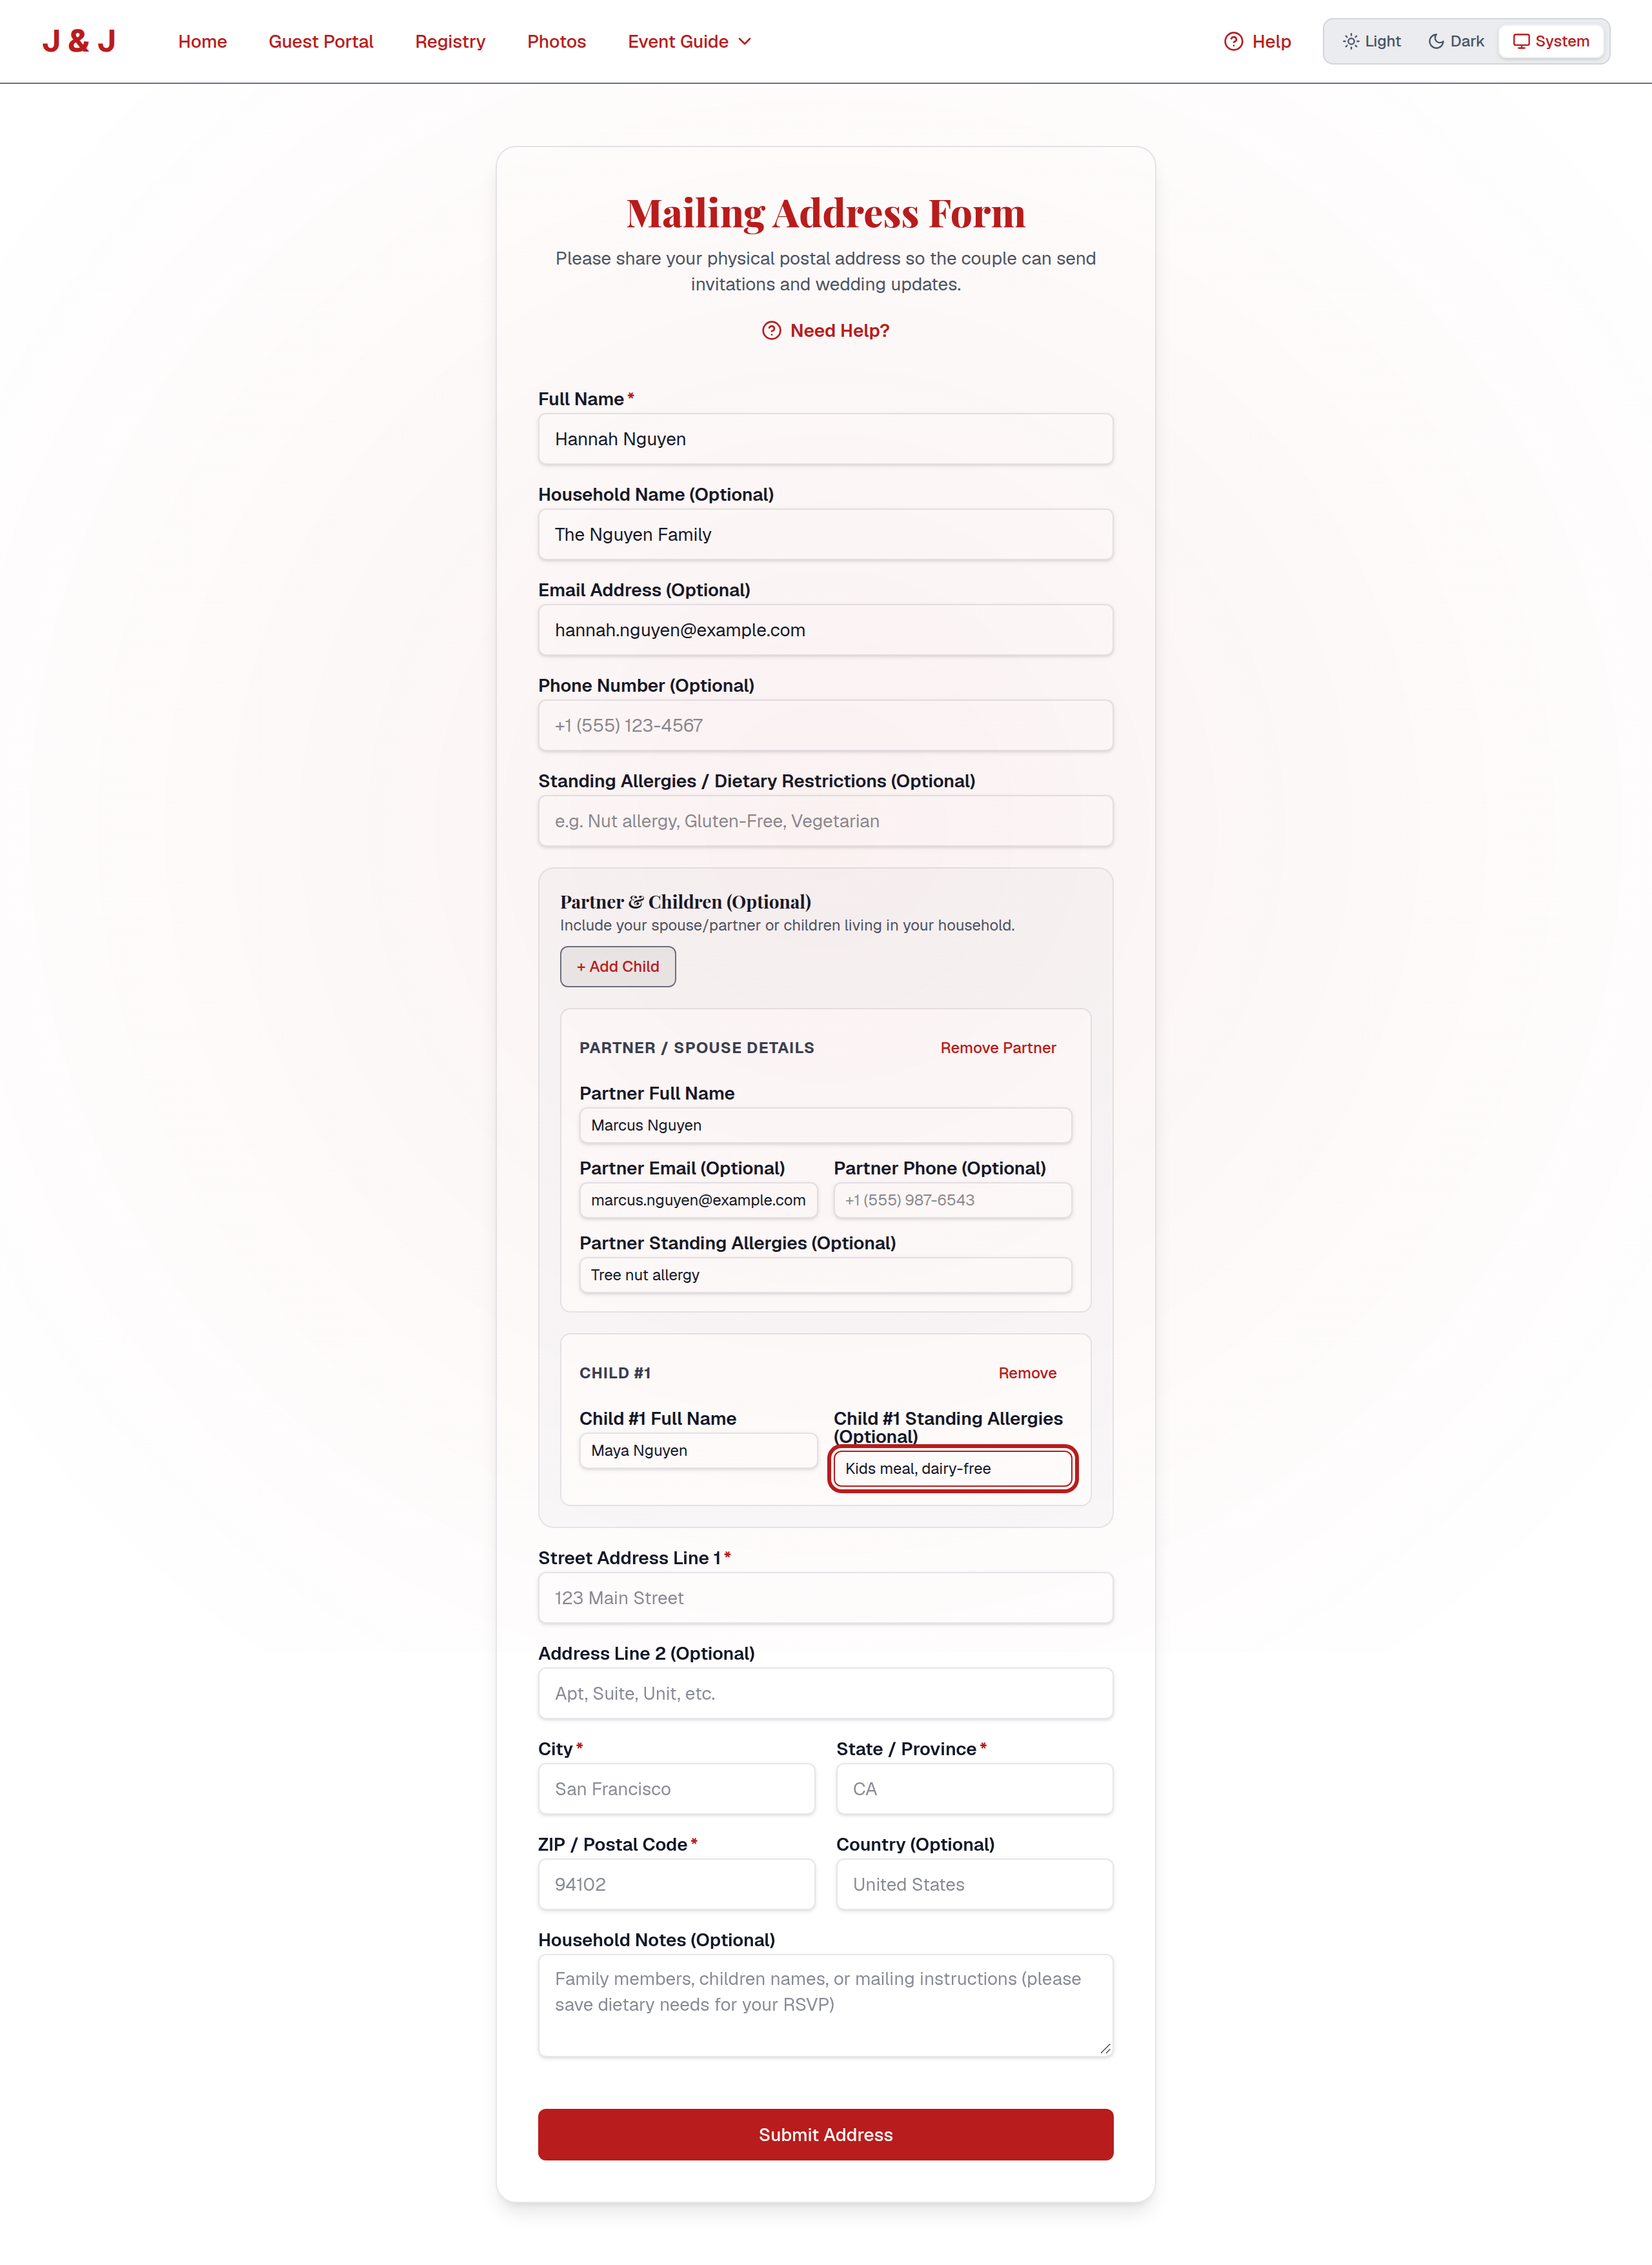 J & J
Home
Guest Portal
Registry
Photos
Event Guide
Help
Light
Dark
System
Mailing Address Form
Please share your physical postal address so the couple can send
invitations and wedding updates.
Need Help?
Full Name *
Hannah Nguyen
Household Name (Optional)
The Nguyen Family
Email Address (Optional)
hannah.nguyen@example.com
Phone Number (Optional)
+1 (555) 123-4567
Standing Allergies / Dietary Restrictions (Optional)
e.g. Nut allergy, Gluten-Free, Vegetarian
Partner & Children (Optional)
Include your spouse/partner or children living in your household.
+ Add Child
PARTNER / SPOUSE DETAILS
Remove Partner
Partner Full Name
Marcus Nguyen
Partner Email (Optional)
marcus.nguyen@example.com
Partner Phone (Optional)
+1 (555) 987-6543
Partner Standing Allergies (Optional)
Tree nut allergy
CHILD #1
Remove
Child #1 Full Name
Maya Nguyen
Child #1 Standing Allergies
(Optional)
Kids meal, dairy-free
Street Address Line 1 *
123 Main Street
Address Line 2 (Optional)
Apt, Suite, Unit, etc.
City *
San Francisco
State / Province *
CA
ZIP / Postal Code *
94102
Country (Optional)
United States
Household Notes (Optional)
Family members, children names, or mailing instructions (please
save dietary needs for your RSVP)
Submit Address